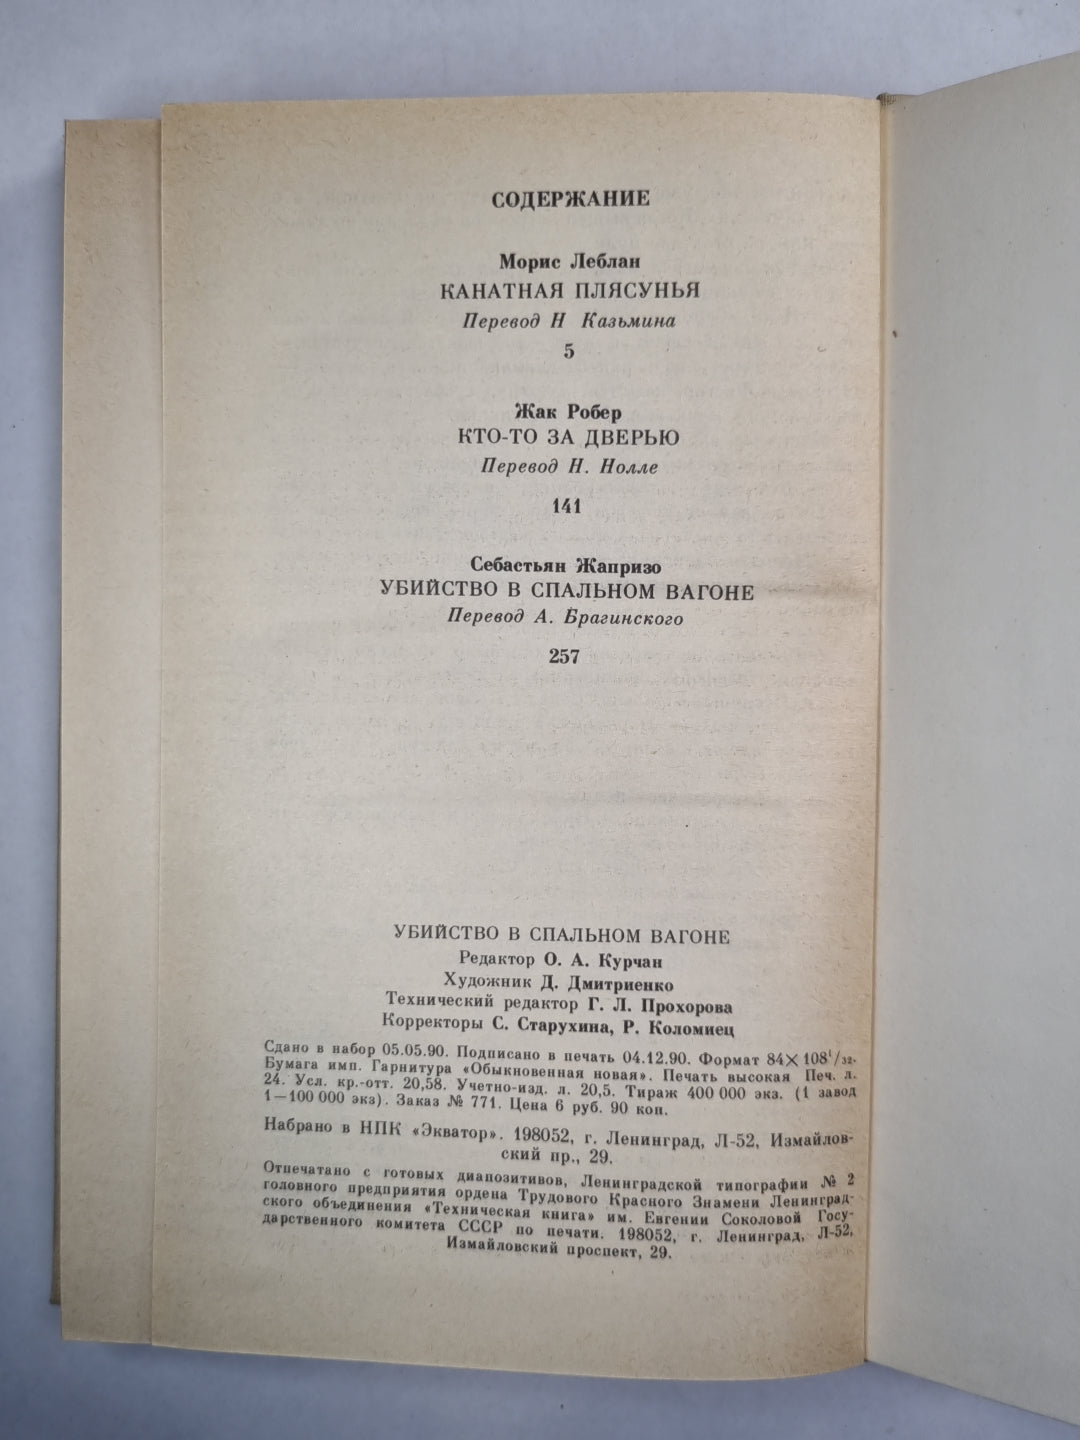 СОДЕРЖАНИЕ
Морис Леблан
КАНАТНАЯ ПЛЯСУНЬЯ
Перевод Н Казьмина
5
Жак Робер
КТО-ТО ЗА ДВЕРЬЮ
Перевод Н. Нолле
141
Себастьян Жапризо
УБИЙСТВО В СПАЛЬНОМ ВАГОНЕ
Перевод А. Брагинского
257
УБИЙСТВО В СПАЛЬНОМ ВАГОНЕ
Редактор О. А. Курчан
Художник Д. Дмитриенко
Технический редактор Г. Л. Прохорова
Корректоры С. Старухина, Р. Коломиец
Сдано в набор 05.05.90. Подписано в печать 04.12.90. Формат 84×108¹/₃₂.
Бумага имп. Гарнитура «Обыкновенная новая». Печать высокая Печ. л.
24. Усл. кр.-отт. 20,58. Учетно-изд. л. 20,5. Тираж 400 000 экз. (1 завод
1—100 000 экз). Заказ № 771. Цена 6 руб. 90 коп.
Набрано в НПК «Экватор». 198052, г. Ленинград, Л-52, Измайлов-
ский пр., 29.
Отпечатано с готовых диапозитивов, Ленинградской типографии № 2
головного предприятия ордена Трудового Красного Знамени Ленинград-
ского объединения «Техническая книга» им. Евгении Соколовой Госу-
дарственного комитета СССР по печати. 198052, г. Ленинград, Л-52,
Измайловский проспект, 29.